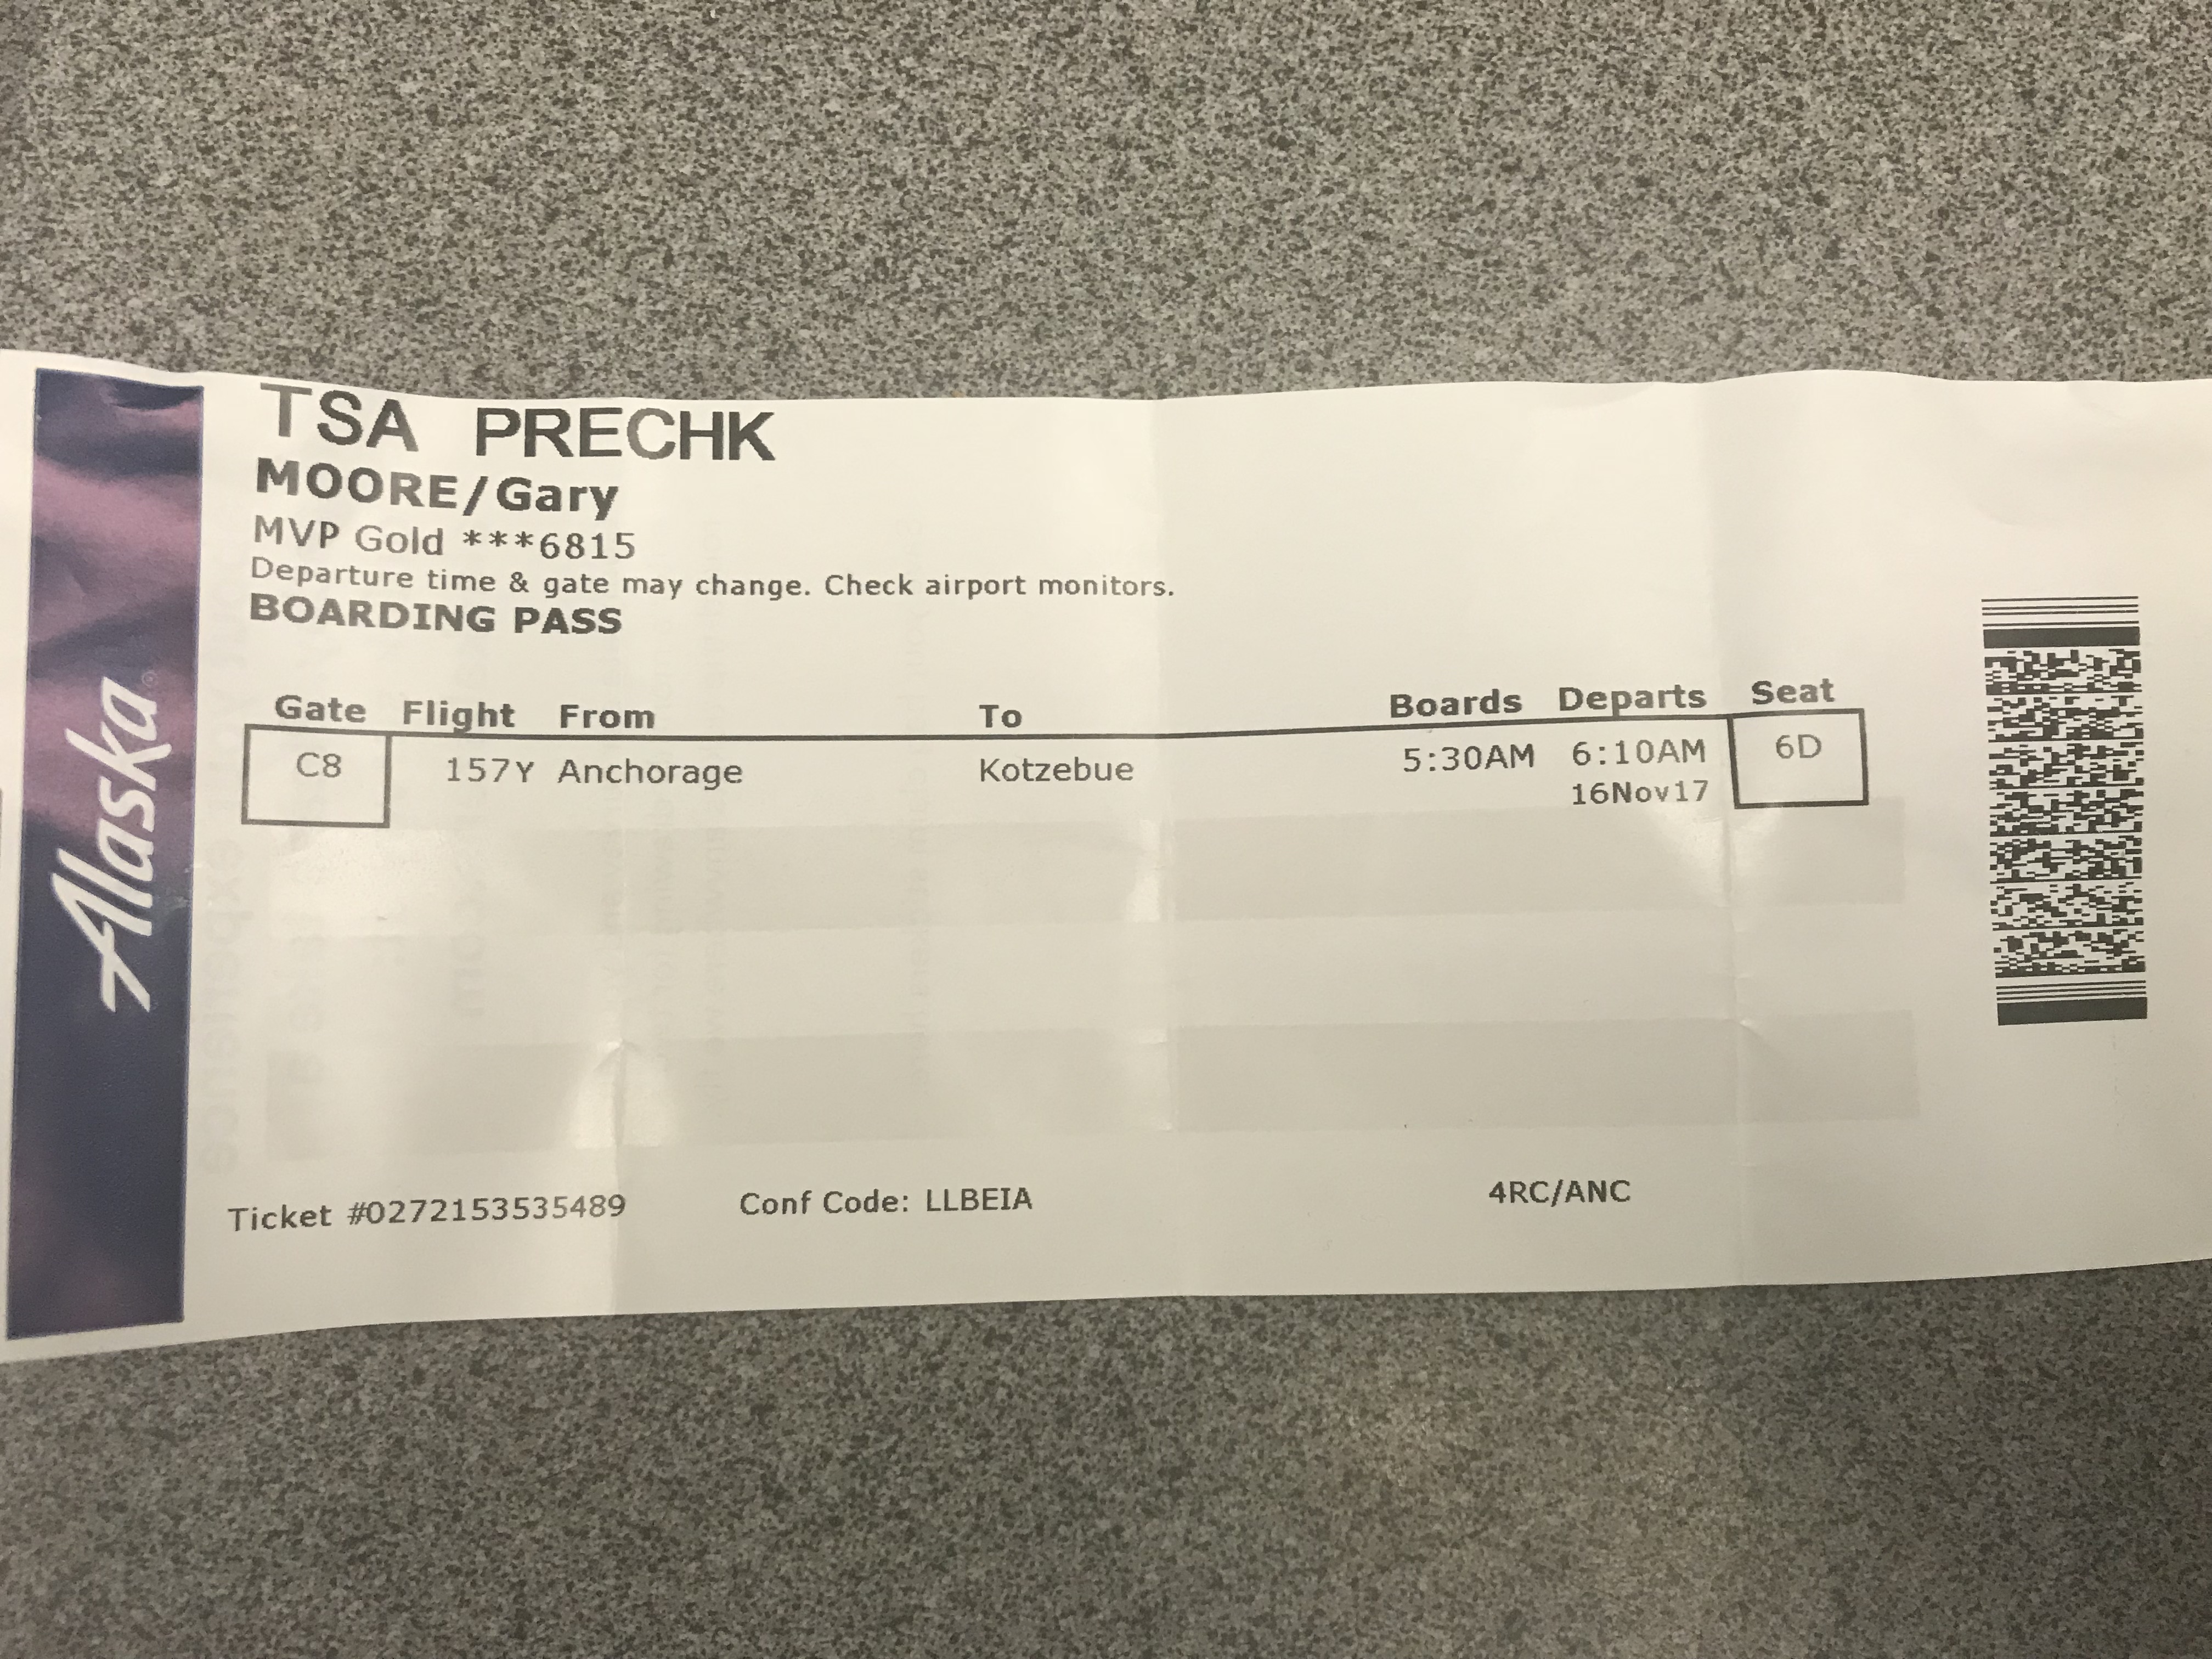 TSA PRECHK
MOORE/Gary
MVP Gold ***6815
Departure time & gate may change. Check airport monitors.
BOARDING PASS
Gate Flight From To Boards Departs Seat
C8 157Y Anchorage Kotzebue 5:30AM 6:10AM 6D
16Nov17
Ticket #0272153535489 Conf Code: LLBEIA 4RC/ANC
Alaska®